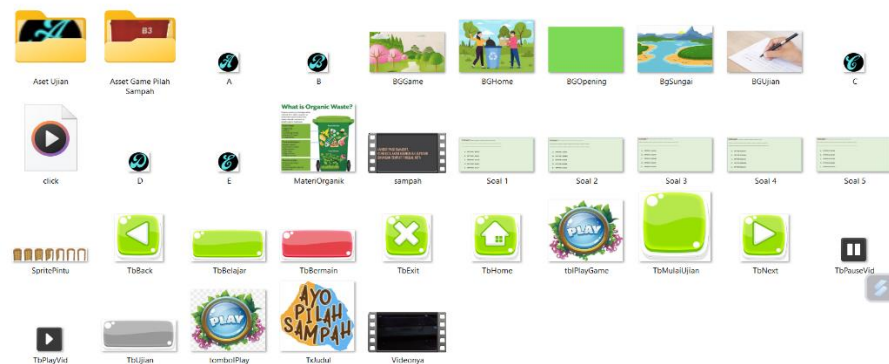 B3
Aset Ujian
Asset Game Pilah
Sampah
A
B
BGGame
BGHome
BGOpening
BgSungai
BGUjian
C
What is Organic Waste?
click
D
E
MateriOrganik
sampah
Soal 1
Soal 2
Soal 3
Soal 4
Soal 5
SpritePintu
TbBack
TbBelajar
TbBermain
TbExit
TbHome
PLAY
tblPlayGame
TbMulaiUjian
TbNext
TbPauseVid
TbPlayVid
TbUjian
PLAY
tombolPlay
AYO
PILAH
SAMPAH
TxJudul
Videonya